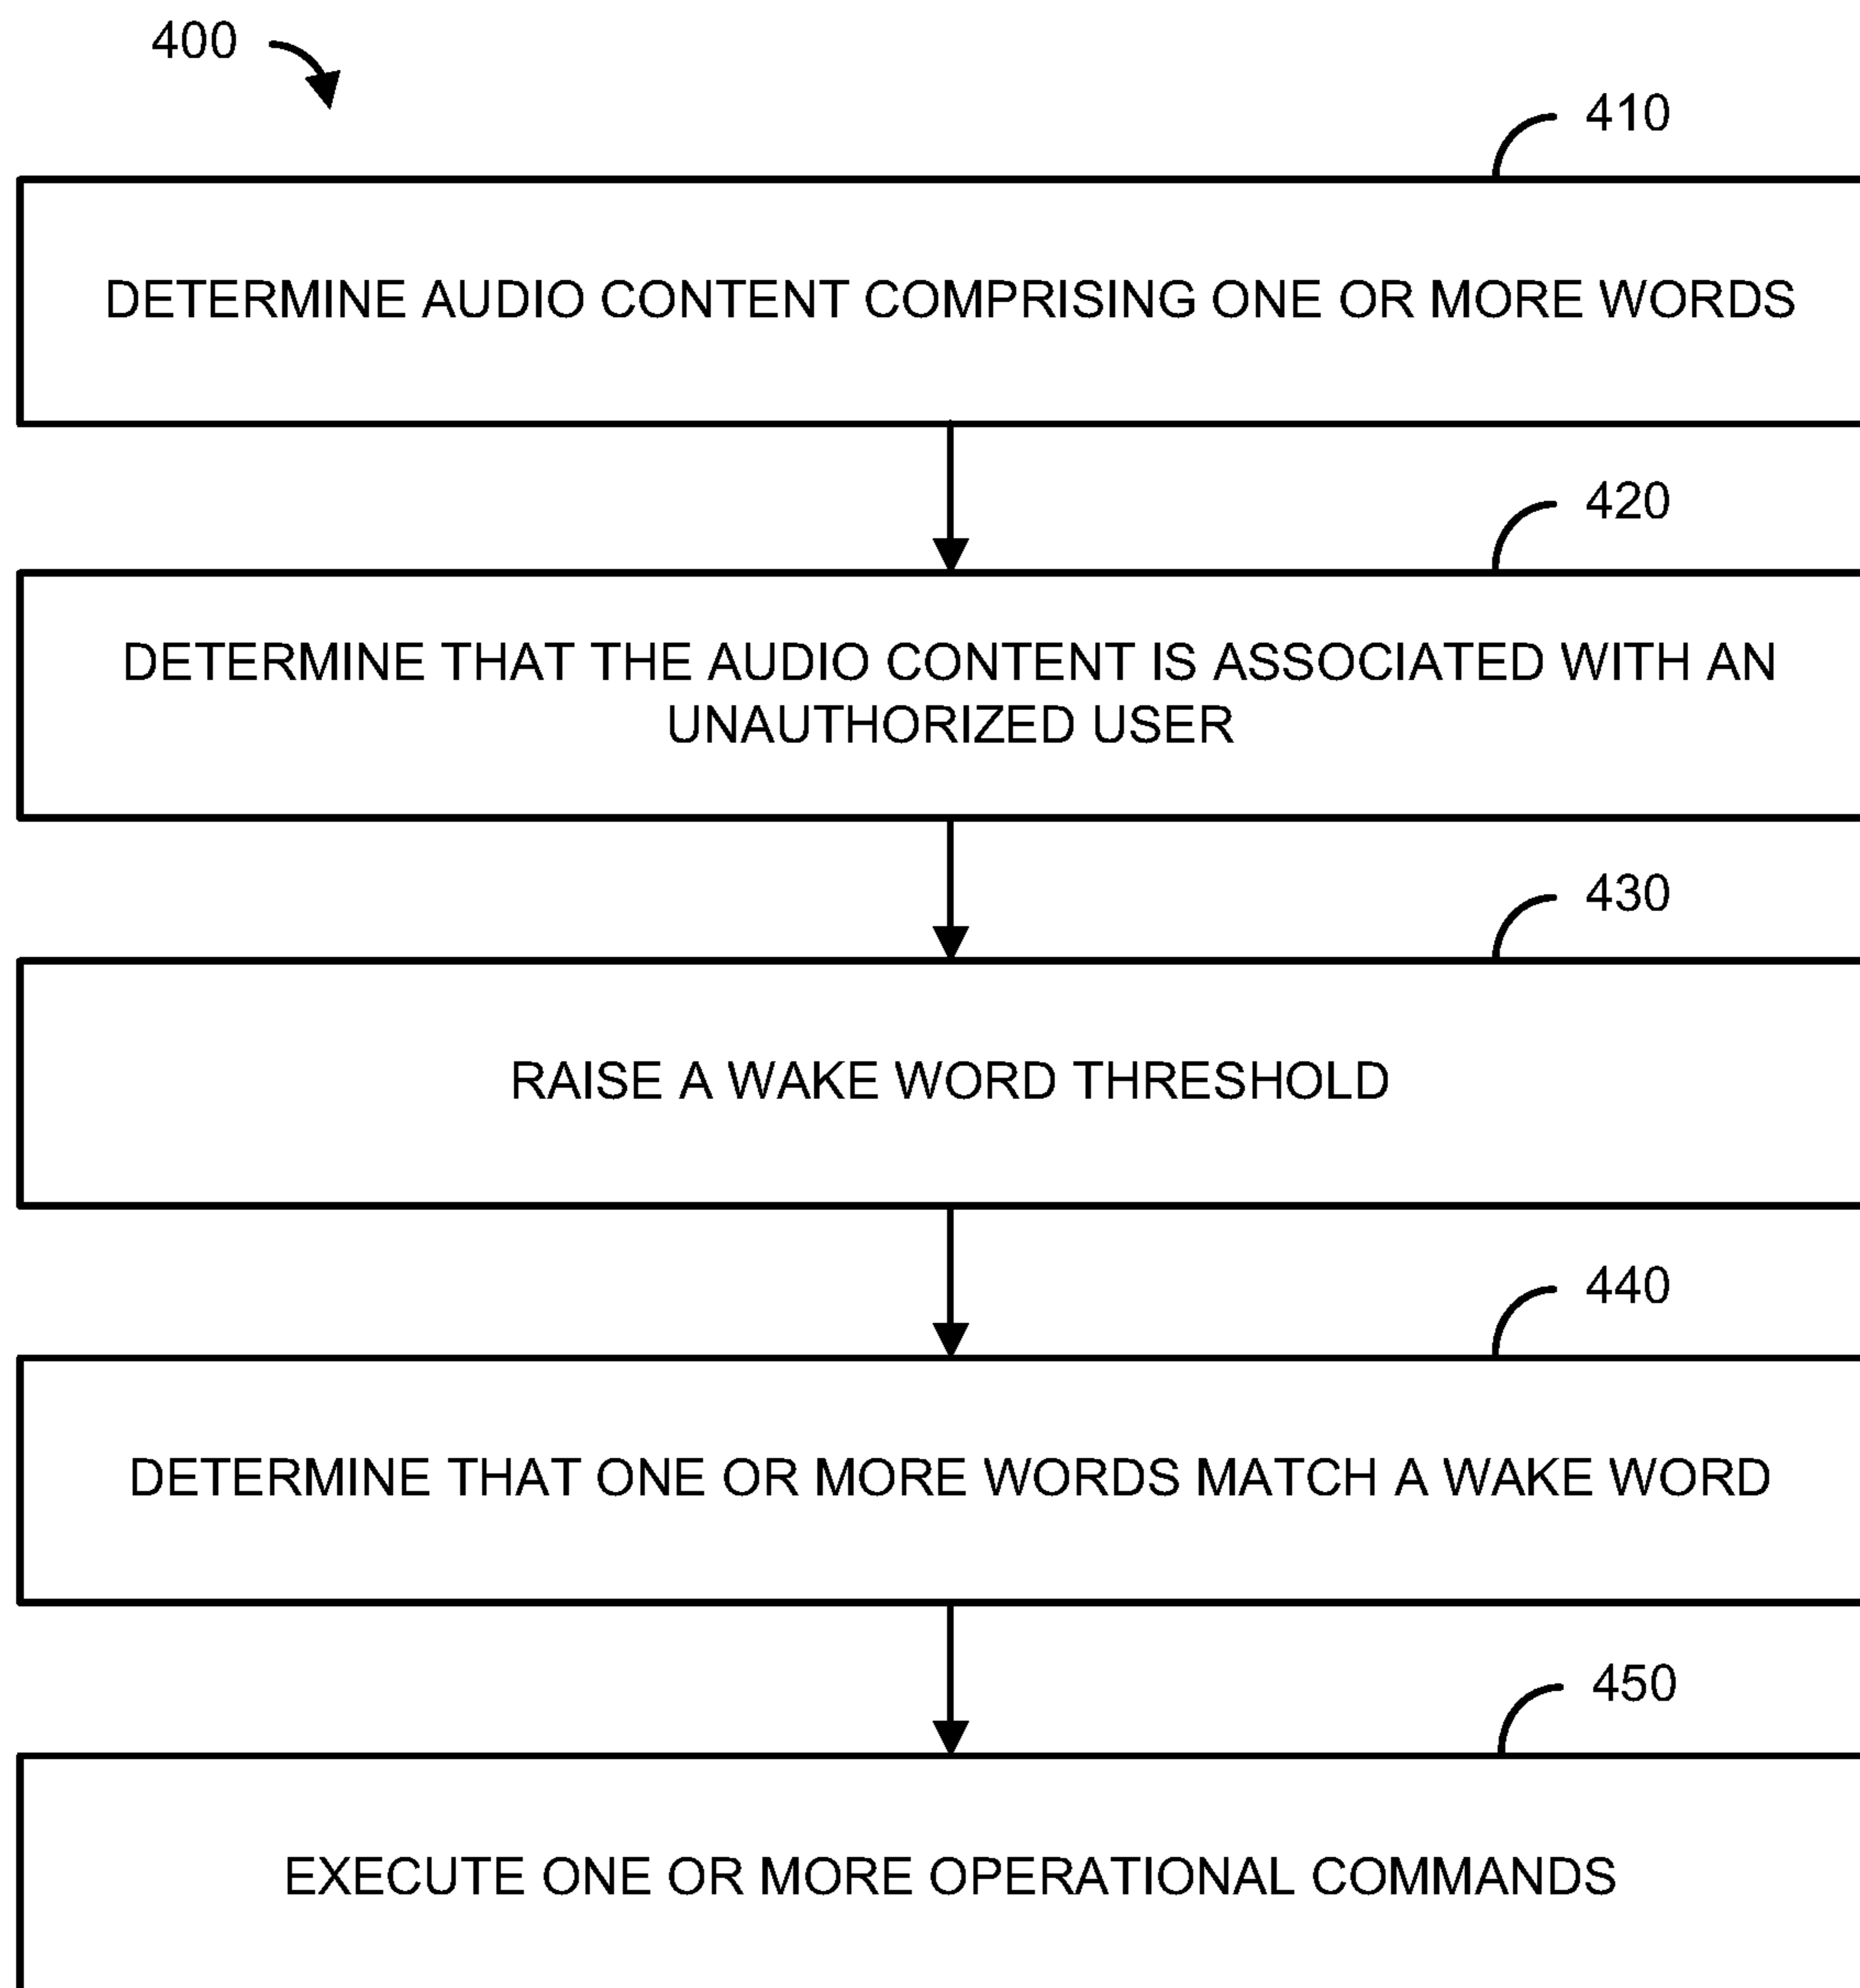 400
410
DETERMINE AUDIO CONTENT COMPRISING ONE OR MORE WORDS
420
DETERMINE THAT THE AUDIO CONTENT IS ASSOCIATED WITH AN
UNAUTHORIZED USER
430
RAISE A WAKE WORD THRESHOLD
440
DETERMINE THAT ONE OR MORE WORDS MATCH A WAKE WORD
450
EXECUTE ONE OR MORE OPERATIONAL COMMANDS